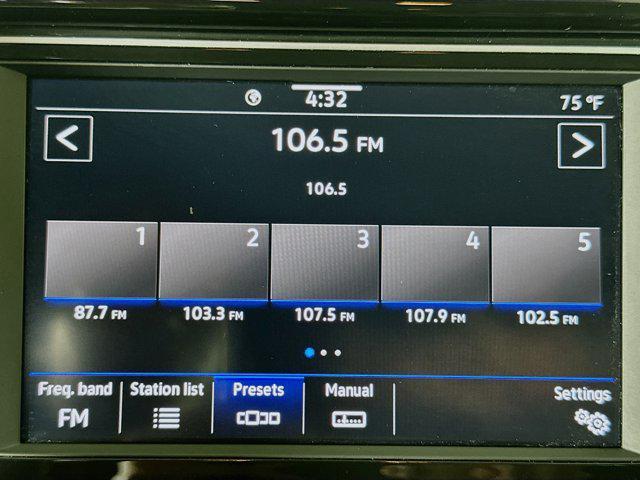 4:32 75°F
106.5 FM
106.5
1 2 3 4 5
87.7 FM 103.3 FM 107.5 FM 107.9 FM 102.5 FM
Freq. band Station list Presets Manual Settings
FM